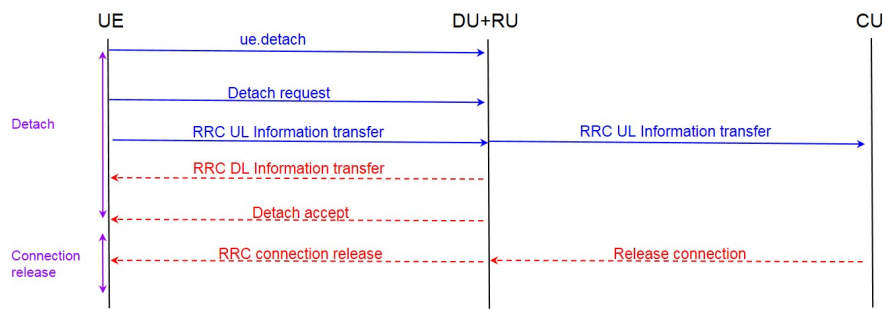 UE
DU+RU
CU
ue.detach
Detach request
Detach
RRC UL Information transfer
RRC UL Information transfer
RRC DL Information transfer
Detach accept
Connection
release
RRC connection release
Release connection